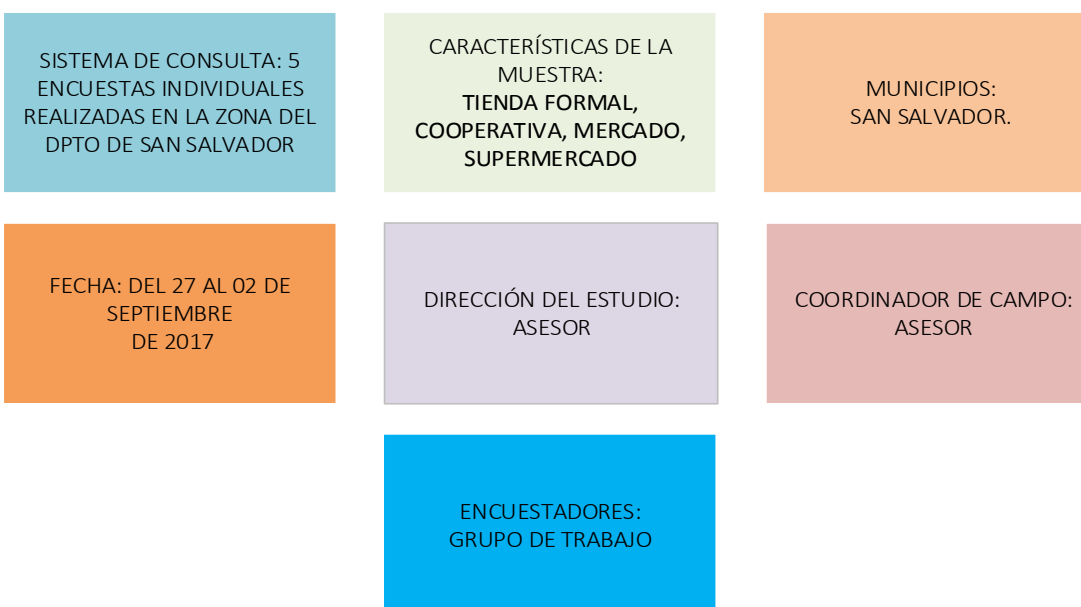 SISTEMA DE CONSULTA: 5
ENCUESTAS INDIVIDUALES
REALIZADAS EN LA ZONA DEL
DPTO DE SAN SALVADOR
CARACTERÍSTICAS DE LA
MUESTRA:
TIENDA FORMAL,
COOPERATIVA, MERCADO,
SUPERMERCADO
MUNICIPIOS:
SAN SALVADOR.
FECHA: DEL 27 AL 02 DE
SEPTIEMBRE
DE 2017
DIRECCIÓN DEL ESTUDIO:
ASESOR
COORDINADOR DE CAMPO:
ASESOR
ENCUESTADORES:
GRUPO DE TRABAJO